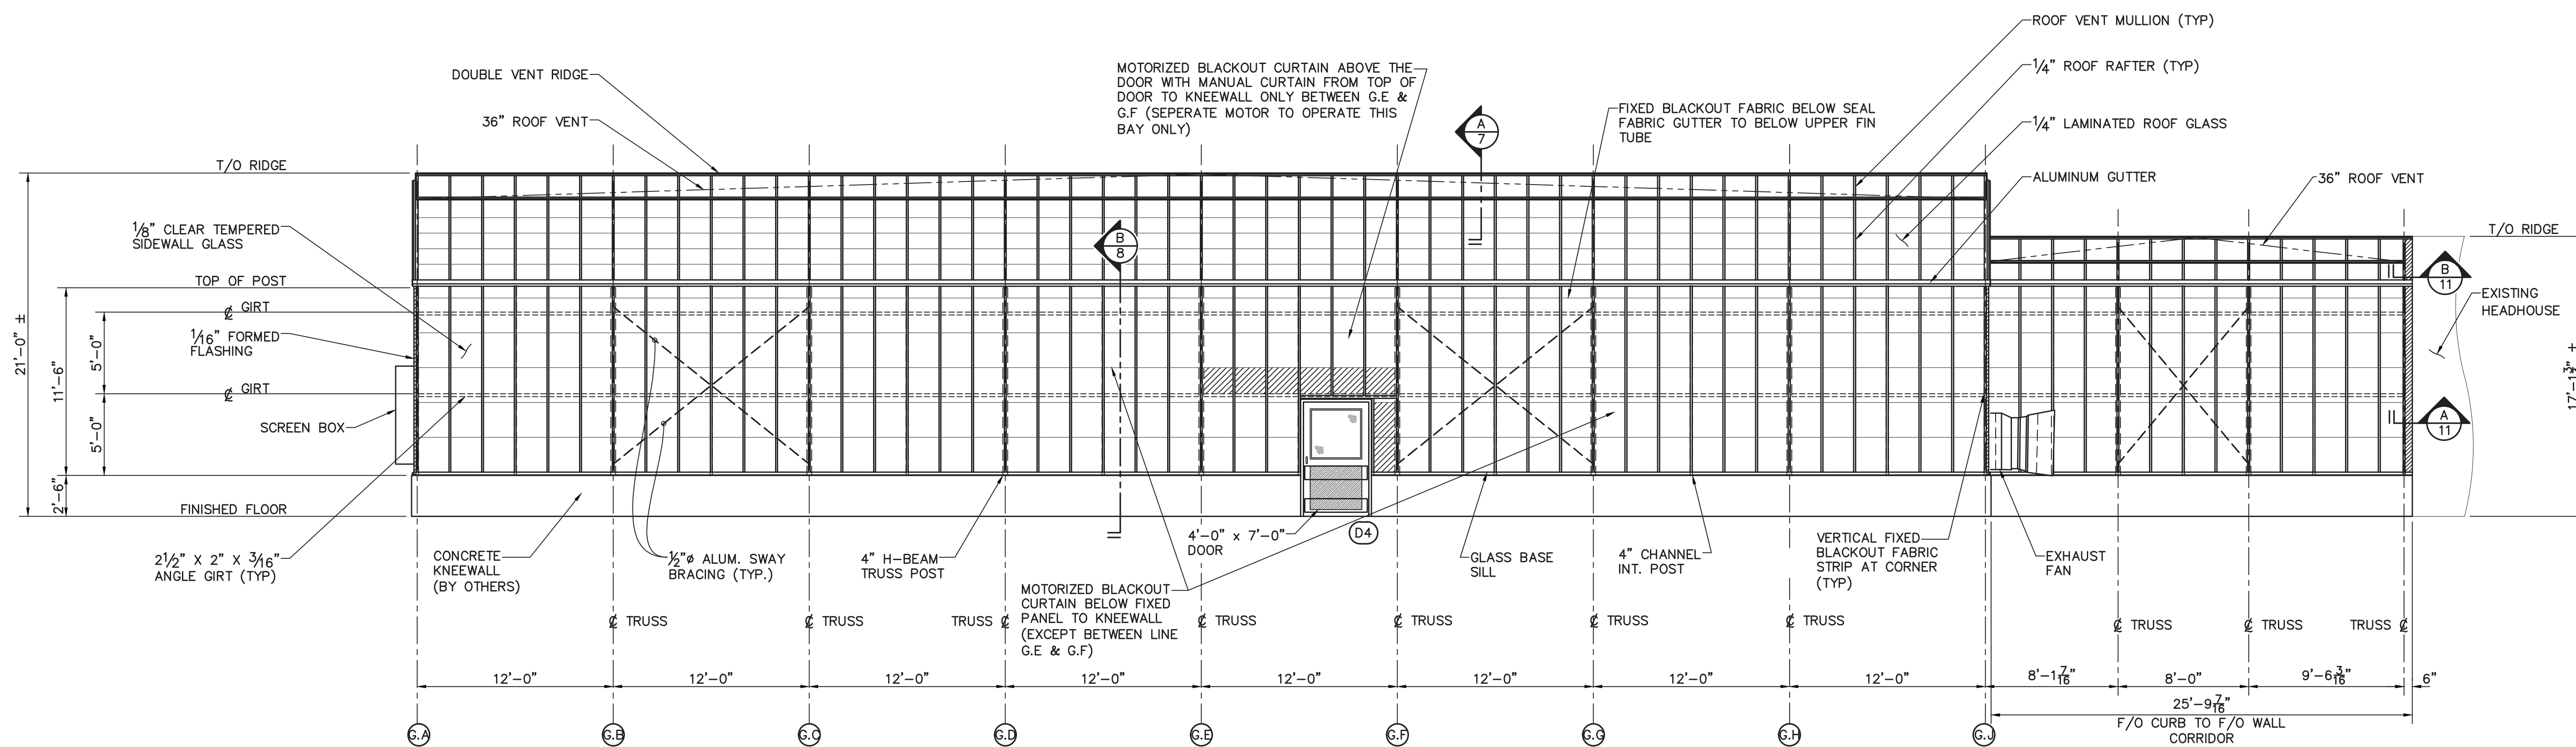 ROOF VENT MULLION (TYP)
DOUBLE VENT RIDGE
MOTORIZED BLACKOUT CURTAIN ABOVE THE
DOOR WITH MANUAL CURTAIN FROM TOP OF
DOOR TO KNEEWALL ONLY BETWEEN G.E &
G.F (SEPERATE MOTOR TO OPERATE THIS
BAY ONLY)
1/4" ROOF RAFTER (TYP)
36" ROOF VENT
FIXED BLACKOUT FABRIC BELOW SEAL
FABRIC GUTTER TO BELOW UPPER FIN
TUBE
A
7
1/4" LAMINATED ROOF GLASS
T/O RIDGE
ALUMINUM GUTTER
36" ROOF VENT
1/8" CLEAR TEMPERED
SIDEWALL GLASS
B
8
T/O RIDGE
TOP OF POST
B
11
EXISTING
HEADHOUSE
℄ GIRT
1/16" FORMED
FLASHING
21'-0" ±
11'-6"
5'-0"
17'-1 3/4" ±
℄ GIRT
SCREEN BOX
5'-0"
A
11
2'-6"
FINISHED FLOOR
2 1/2" X 2" X 3/16"
ANGLE GIRT (TYP)
CONCRETE
KNEEWALL
(BY OTHERS)
1/2"ø ALUM. SWAY
BRACING (TYP.)
4" H-BEAM
TRUSS POST
4'-0" x 7'-0"
DOOR
D4
GLASS BASE
SILL
4" CHANNEL
INT. POST
VERTICAL FIXED
BLACKOUT FABRIC
STRIP AT CORNER
(TYP)
EXHAUST
FAN
MOTORIZED BLACKOUT
CURTAIN BELOW FIXED
PANEL TO KNEEWALL
(EXCEPT BETWEEN LINE
G.E & G.F)
℄ TRUSS
℄ TRUSS
TRUSS ℄
℄ TRUSS
℄ TRUSS
℄ TRUSS
℄ TRUSS
℄ TRUSS
℄ TRUSS
TRUSS ℄
12'-0"
12'-0"
12'-0"
12'-0"
12'-0"
12'-0"
12'-0"
12'-0"
8'-1 7/16"
8'-0"
9'-6 3/16"
6"
25'-9 7/16"
F/O CURB TO F/O WALL
CORRIDOR
G.A
G.B
G.C
G.D
G.E
G.F
G.G
G.H
G.J